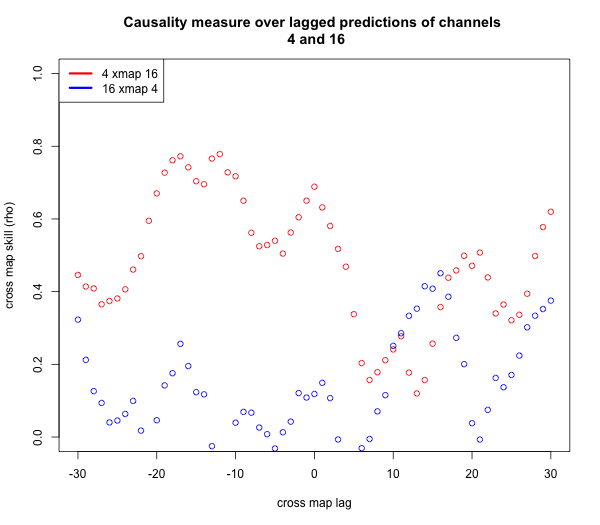 Causality measure over lagged predictions of channels
4 and 16
4 xmap 16
16 xmap 4
cross map skill (rho)
1.0
0.8
0.6
0.4
0.2
0.0
-30 -20 -10 0 10 20 30
cross map lag